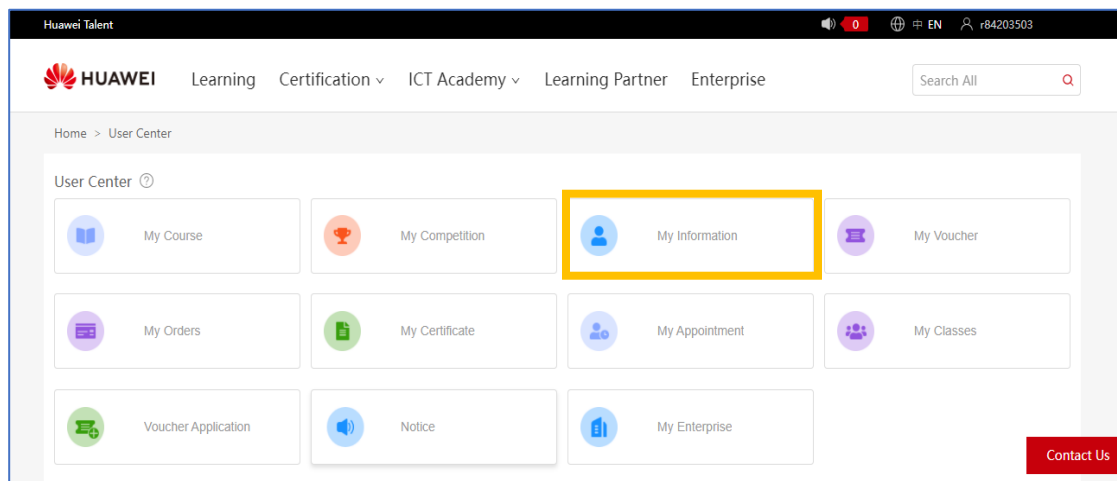 Huawei Talent 0 中 EN r84203503
HUAWEI Learning Certification ICT Academy Learning Partner Enterprise Search All
Home > User Center
User Center ?
My Course My Competition My Information My Voucher
My Orders My Certificate My Appointment My Classes
Voucher Application Notice My Enterprise
Contact Us